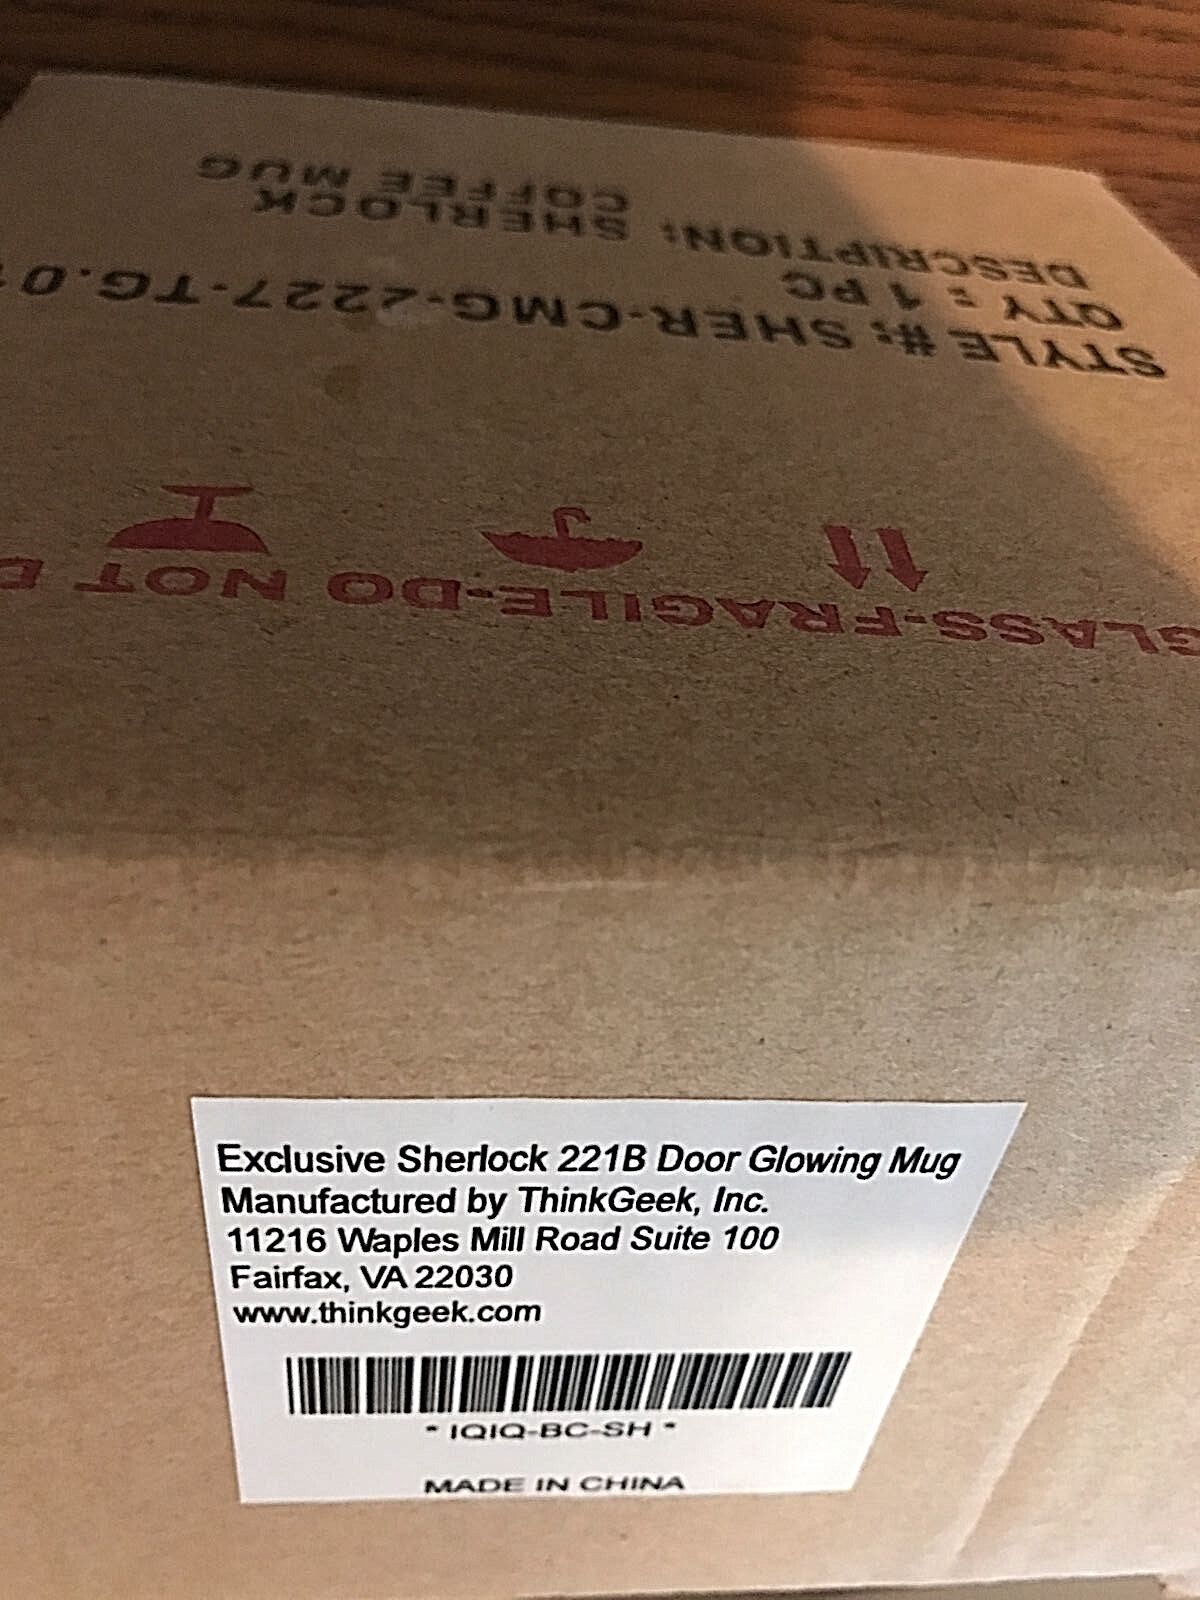 STYLE #: SHER-CMG-2227-TG.0
QTY : 1 PC
DESCRIPTION: SHERLOCK
COFFEE MUG
GLASS-FRAGILE-DO NOT
Exclusive Sherlock 221B Door Glowing Mug
Manufactured by ThinkGeek, Inc.
11216 Waples Mill Road Suite 100
Fairfax, VA 22030
www.thinkgeek.com
* IQIQ-BC-SH *
MADE IN CHINA